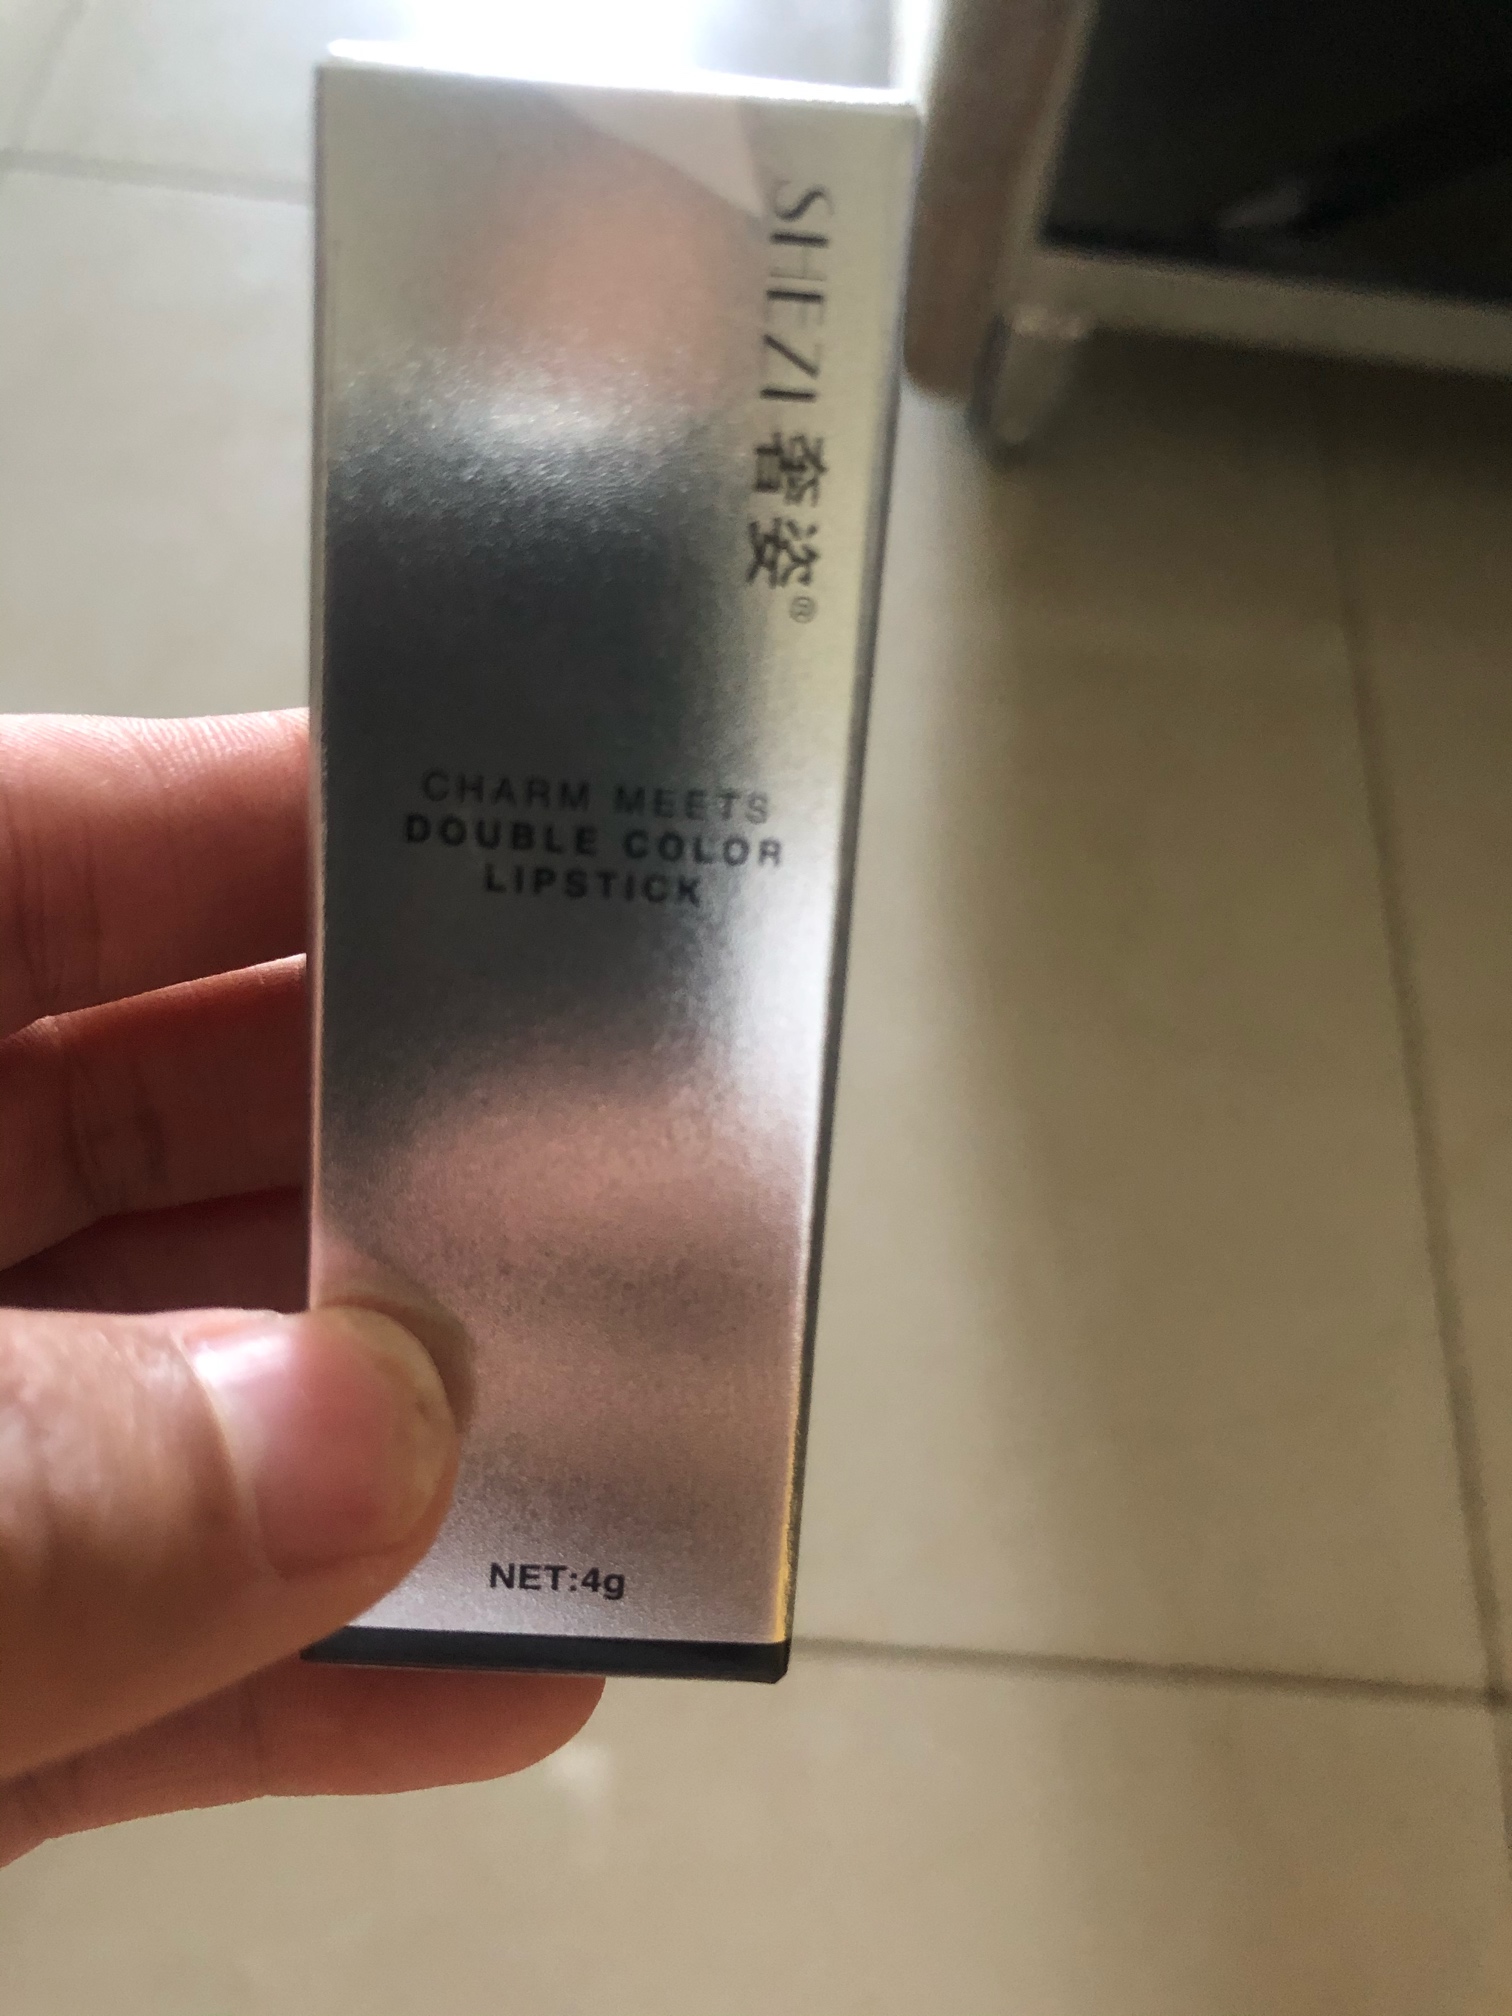 SHEZI 奢姿®
CHARM MEETS
DOUBLE COLOR
LIPSTICK
NET:4g